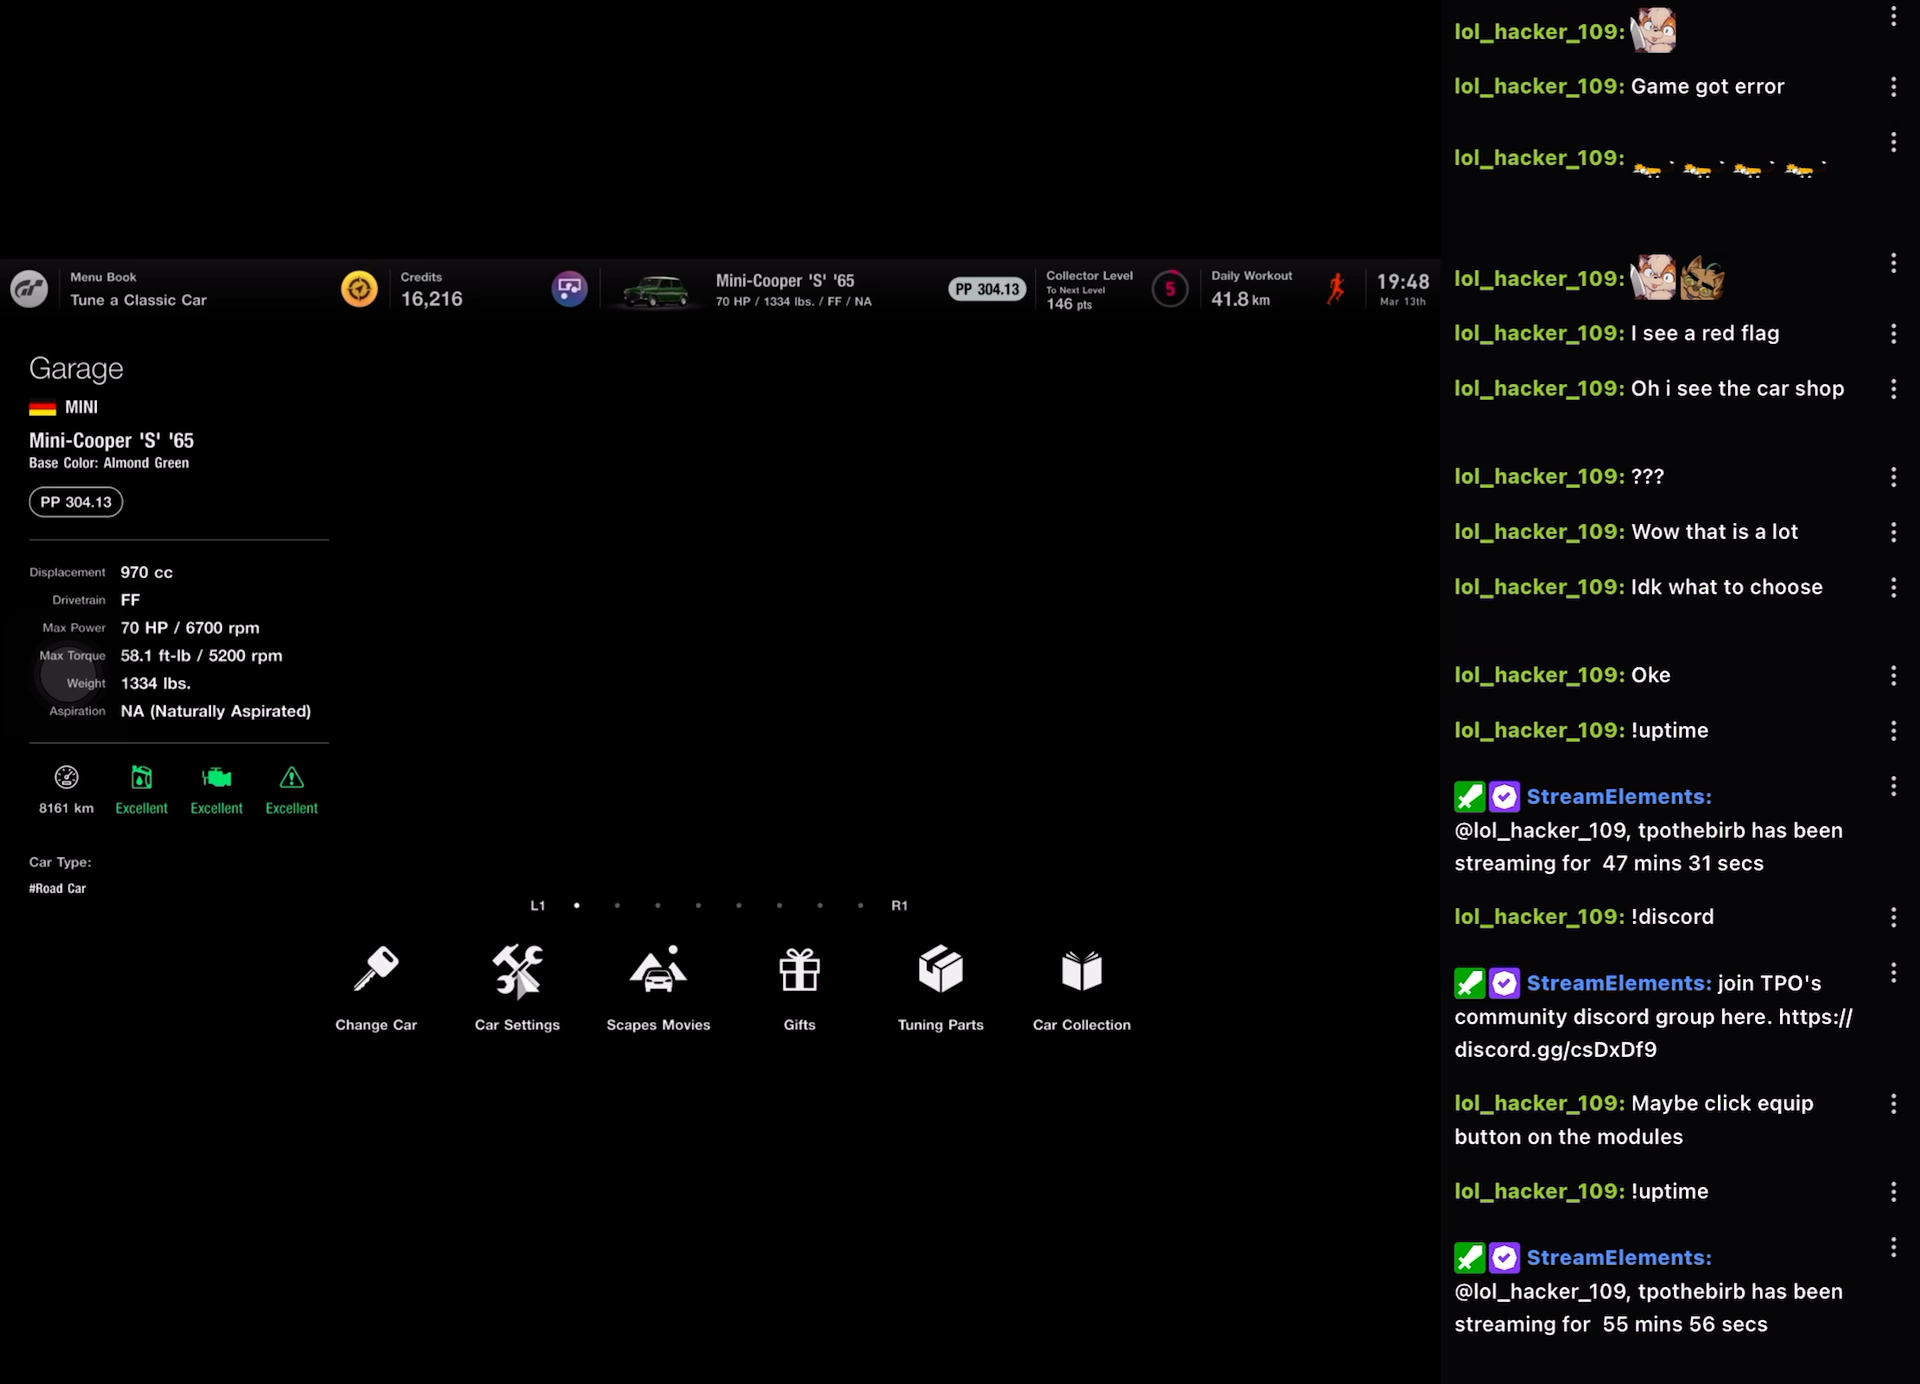 Menu Book
Tune a Classic Car
Credits
16,216
Mini-Cooper 'S' '65
70 HP / 1334 lbs. / FF / NA
PP 304.13
Collector Level
To Next Level
146 pts
5
Daily Workout
41.8 km
19:48
Mar 13th
Garage
MINI
Mini-Cooper 'S' '65
Base Color: Almond Green
PP 304.13
Displacement 970 cc
Drivetrain FF
Max Power 70 HP / 6700 rpm
Max Torque 58.1 ft-lb / 5200 rpm
Weight 1334 lbs.
Aspiration NA (Naturally Aspirated)
8161 km Excellent Excellent Excellent
Car Type:
#Road Car
L1 R1
Change Car Car Settings Scapes Movies Gifts Tuning Parts Car Collection
lol_hacker_109:
lol_hacker_109: Game got error
lol_hacker_109:
lol_hacker_109:
lol_hacker_109: I see a red flag
lol_hacker_109: Oh i see the car shop
lol_hacker_109: ???
lol_hacker_109: Wow that is a lot
lol_hacker_109: Idk what to choose
lol_hacker_109: Oke
lol_hacker_109: !uptime
StreamElements:
@lol_hacker_109, tpothebirb has been
streaming for 47 mins 31 secs
lol_hacker_109: !discord
StreamElements: join TPO's
community discord group here. https://
discord.gg/csDxDf9
lol_hacker_109: Maybe click equip
button on the modules
lol_hacker_109: !uptime
StreamElements:
@lol_hacker_109, tpothebirb has been
streaming for 55 mins 56 secs